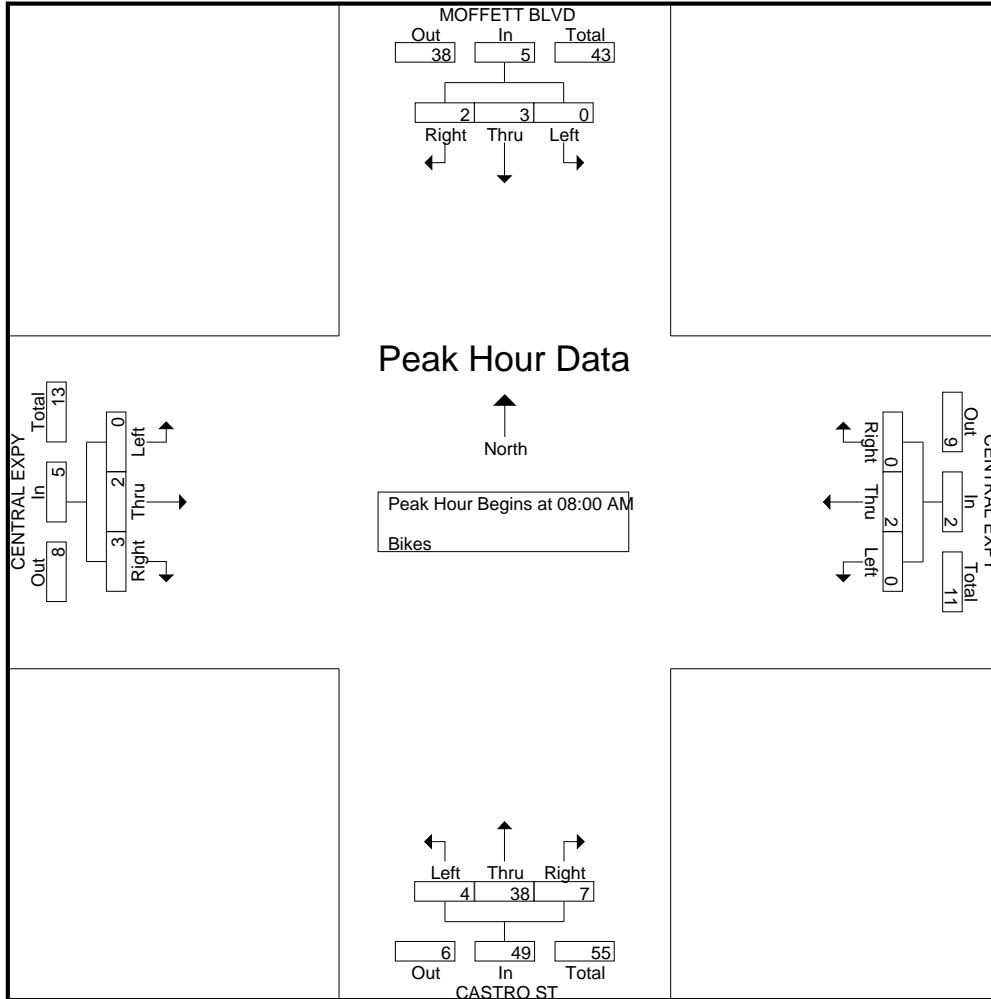 MOFFETT BLVD
Out In Total
38 5 43
2 3 0
Right Thru Left
Peak Hour Data
North
Peak Hour Begins at 08:00 AM
Bikes
CENTRAL EXPY
Total In Out
13 5 8
0 2 3
Left Thru Right
CENTRAL EXPY
Out In Total
9 2 11
0 2 0
Right Thru Left
Left Thru Right
4 38 7
6 49 55
Out In Total
CASTRO ST